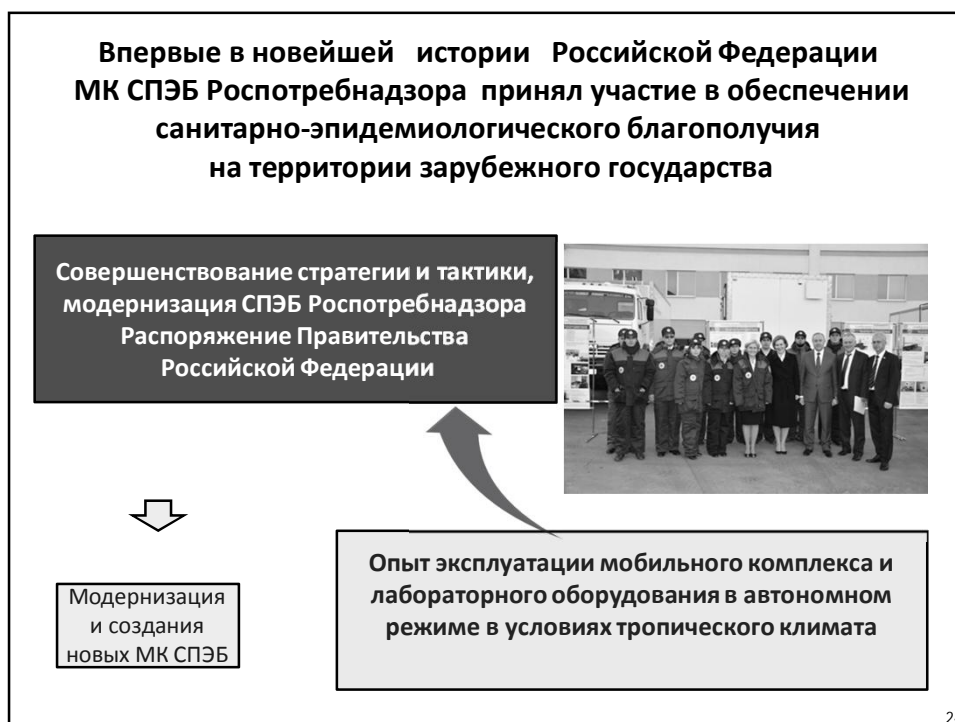 Впервые в новейшей истории Российской Федерации
МК СПЭБ Роспотребнадзора принял участие в обеспечении
санитарно-эпидемиологического благополучия
на территории зарубежного государства
Совершенствование стратегии и тактики,
модернизация СПЭБ Роспотребнадзора
Распоряжение Правительства
Российской Федерации
Опыт эксплуатации мобильного комплекса и
лабораторного оборудования в автономном
режиме в условиях тропического климата
Модернизация
и создания
новых МК СПЭБ